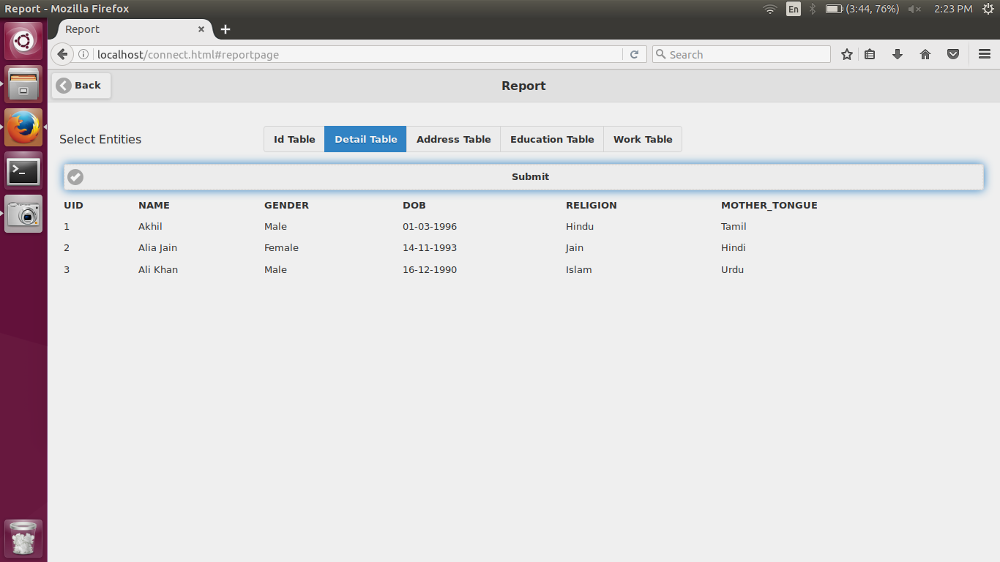 Report - Mozilla Firefox En (3:44, 76%) 2:23 PM
Report
localhost/connect.html#reportpage Search
Back Report
Select Entities Id Table Detail Table Address Table Education Table Work Table
Submit
UID NAME GENDER DOB RELIGION MOTHER_TONGUE
1 Akhil Male 01-03-1996 Hindu Tamil
2 Alia Jain Female 14-11-1993 Jain Hindi
3 Ali Khan Male 16-12-1990 Islam Urdu